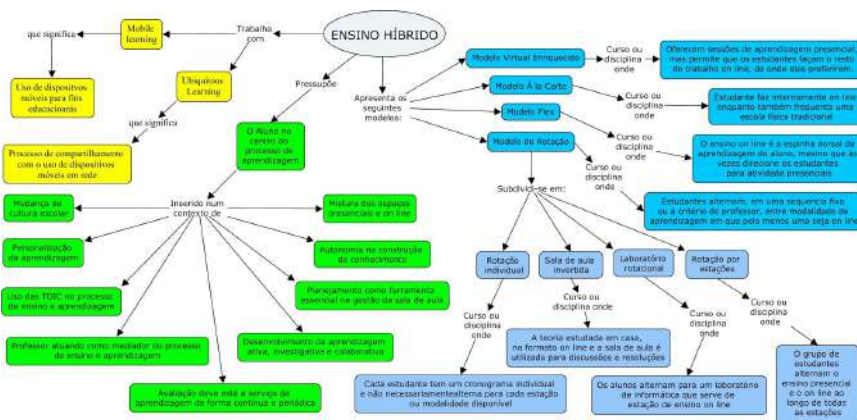 ENSINO HÍBRIDO
Trabalha
com
Mobile
learning
que significa
Uso de dispositivos
móveis para fins
educacionais
Ubiquitous
Learning
que significa
Processo de compartilhamento
com o uso de dispositivos
móveis em rede
Pressupõe
O Aluno no
centro do
processo de
aprendizagem
Inserido num
contexto de
Mudança de
cultura escolar
Personalização
da aprendizagem
Uso das TDIC no processo
de ensino e aprendizagem
Professor atuando como mediador do processo
de ensino e aprendizagem
Avaliação deve está a serviço de
aprendizagem de forma contínua e periódica
Mistura dos espaços
presenciais e on line
Autonomia na construção
do conhecimento
Planejamento como ferramenta
essencial na gestão da sala de aula
Desenvolvimento da aprendizagem
ativa, investigativa e colaborativa
Apresenta os
seguintes
modelos:
Modelo Virtual Enriquecido
Curso ou
disciplina
onde
Oferecem sessões de aprendizagem presencial,
mas permite que os estudantes façam o resto
do trabalho on line, de onde eles preferirem.
Modelo À la Carte
Curso ou
disciplina
onde
Estudante faz inteiramente on line
enquanto também frequenta uma
escola física tradicional
Modelo Flex
Curso ou
disciplina
onde
O ensino on line é a espinha dorsal da
aprendizagem do aluno, mesmo que às
vezes direcione os estudantes
para atividade presenciais
Modelo de Rotação
Curso ou
disciplina
onde
Estudantes alternam, em uma sequencia fixa
ou a critério do professor, entre modalidade de
aprendizagem em que pelo menos uma seja on line
Subdividi-se em:
Rotação
individual
Curso ou
disciplina
onde
Cada estudante tem um cronograma individual
e não necessariamentealterna para cada estação
ou modalidade disponível
Sala de aula
invertida
Curso ou
disciplina onde
A teoria estudada em casa,
no formato on line e a sala de aula é
utilizada para discussões e resoluções
Laboratório
rotacional
Curso ou
disciplina
onde
Os alunos alternam para um laboratório
de informática que serve de
estação de ensino on line
Rotação por
estações
Curso ou
disciplina
onde
O grupo de
estudantes
alternam o
ensino presencial
e o on line ao
longo de todas
as estações